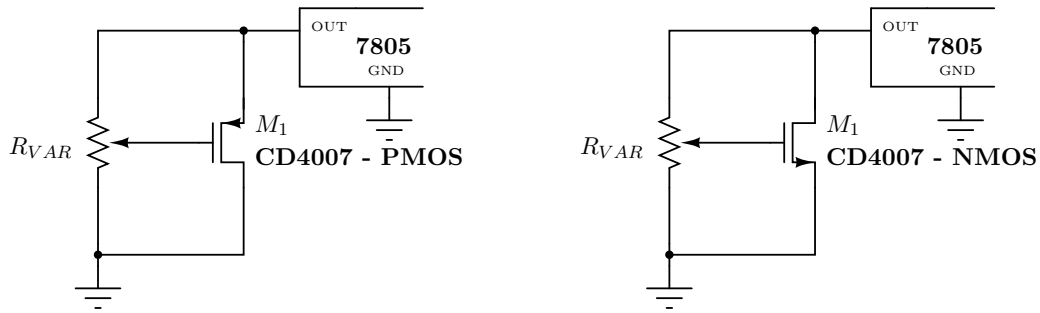 OUT
7805
GND
R_VAR
M_1
CD4007 - PMOS
OUT
7805
GND
R_VAR
M_1
CD4007 - NMOS